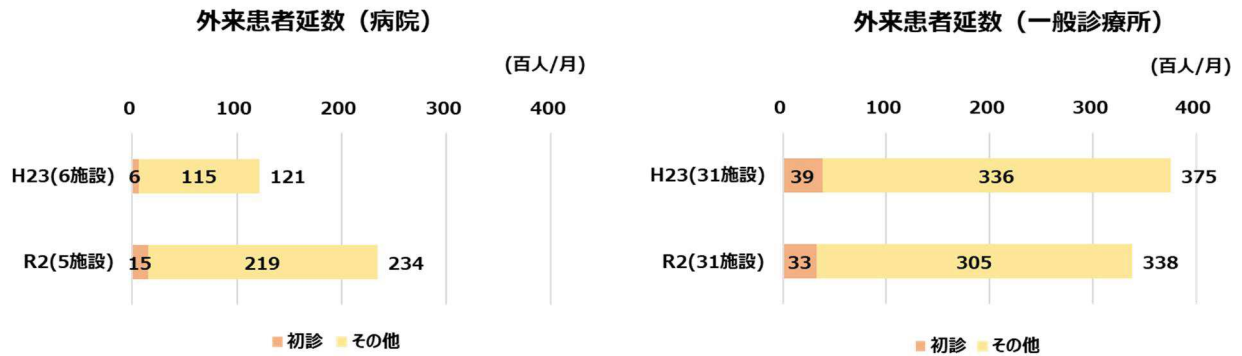 外来患者延数（病院）
(百人/月)
0 100 200 300 400
H23(6施設) 6 115 121
R2(5施設) 15 219 234
初診 その他
外来患者延数（一般診療所）
(百人/月)
0 100 200 300 400
H23(31施設) 39 336 375
R2(31施設) 33 305 338
初診 その他